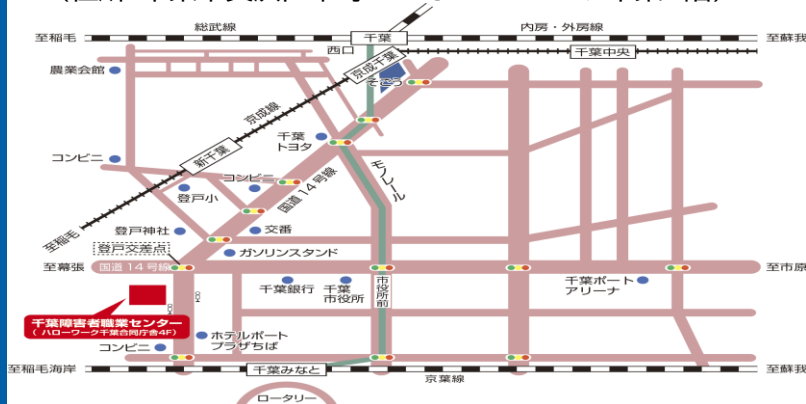 総武線
千葉
内房・外房線
至稲毛
至蘇我
西口
千葉中央
京成千葉
農業会館
そごう
京成線
千葉
トヨタ
新千葉
モノレール
コンビニ
コンビニ
国道14号線
登戸小
登戸神社
交番
至稲毛
登戸交差点
ガソリンスタンド
至幕張
国道14号線
至市原
千葉銀行
千葉
市役所
市役所前
千葉ポート
アリーナ
千葉障害者職業センター
(ハローワーク千葉合同庁舎4F)
ホテルポート
プラザちば
コンビニ
至稲毛海岸
千葉みなと
京葉線
至蘇我
ロータリー